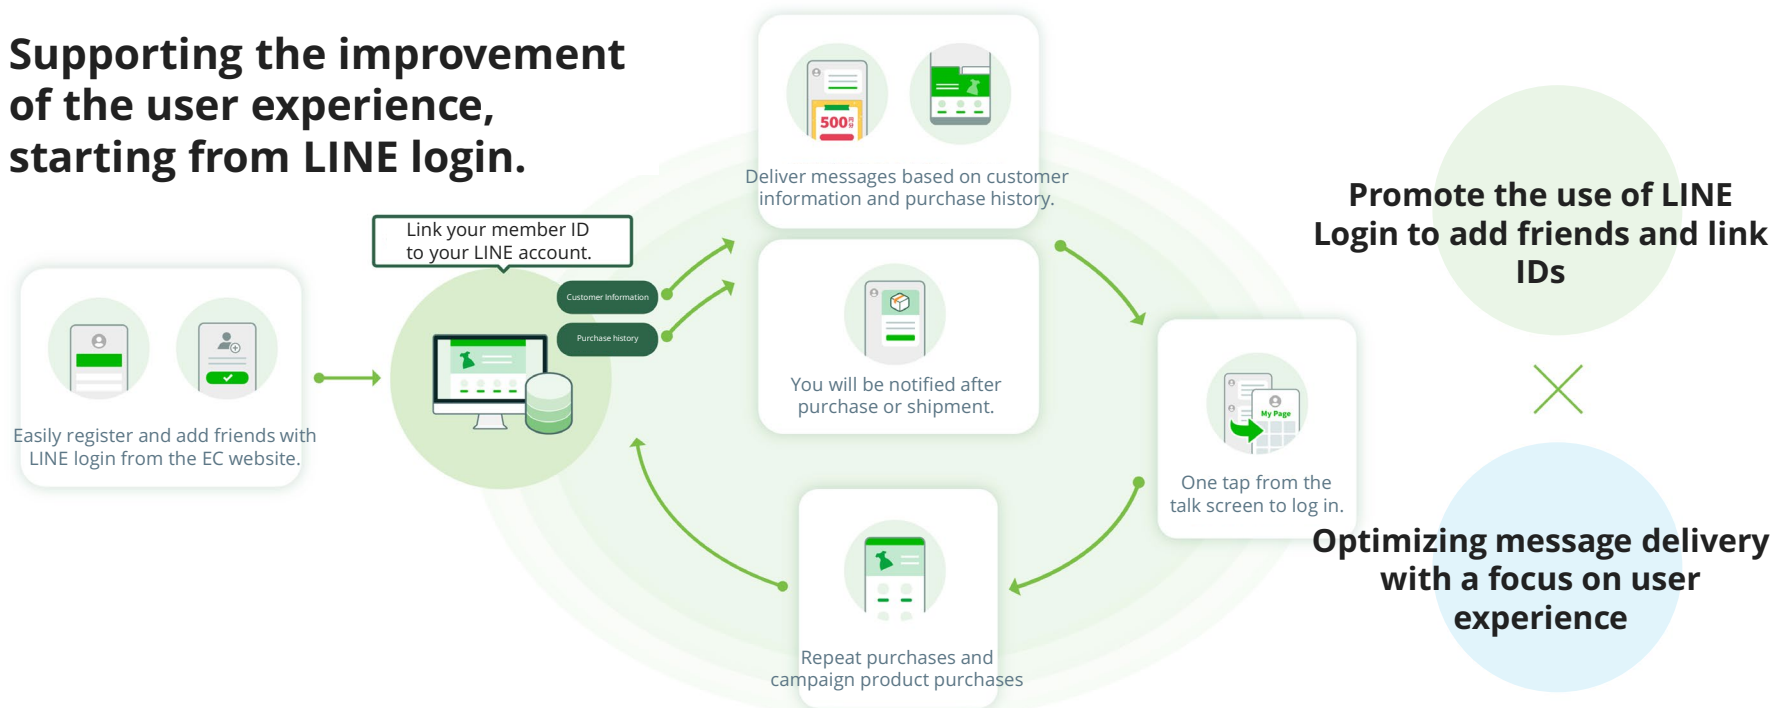 Supporting the improvement
of the user experience,
starting from LINE login.
Link your member ID
to your LINE account.
Customer Information
Purchase history
Easily register and add friends with
LINE login from the EC website.
500円
Deliver messages based on customer
information and purchase history.
You will be notified after
purchase or shipment.
My Page
One tap from the
talk screen to log in.
Repeat purchases and
campaign product purchases
Promote the use of LINE
Login to add friends and link
IDs
Optimizing message delivery
with a focus on user
experience